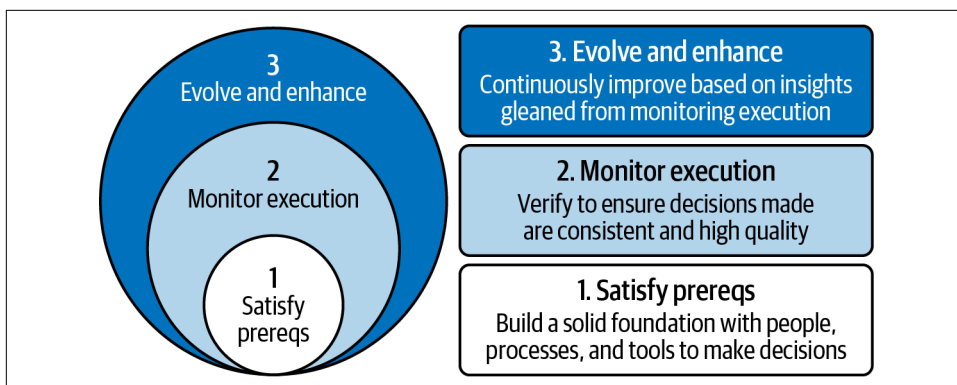 3
Evolve and enhance
2
Monitor execution
1
Satisfy
prereqs
3. Evolve and enhance
Continuously improve based on insights
gleaned from monitoring execution
2. Monitor execution
Verify to ensure decisions made
are consistent and high quality
1. Satisfy prereqs
Build a solid foundation with people,
processes, and tools to make decisions